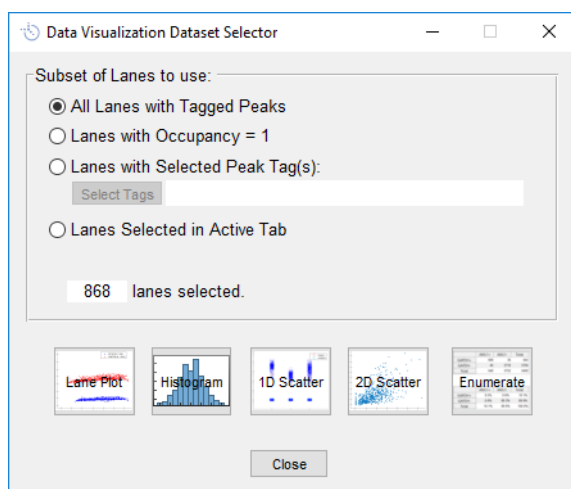 Data Visualization Dataset Selector
Subset of Lanes to use:
All Lanes with Tagged Peaks
Lanes with Occupancy = 1
Lanes with Selected Peak Tag(s):
Select Tags
Lanes Selected in Active Tab
868 lanes selected.
Lane Plot Histogram 1D Scatter 2D Scatter Enumerate
Close